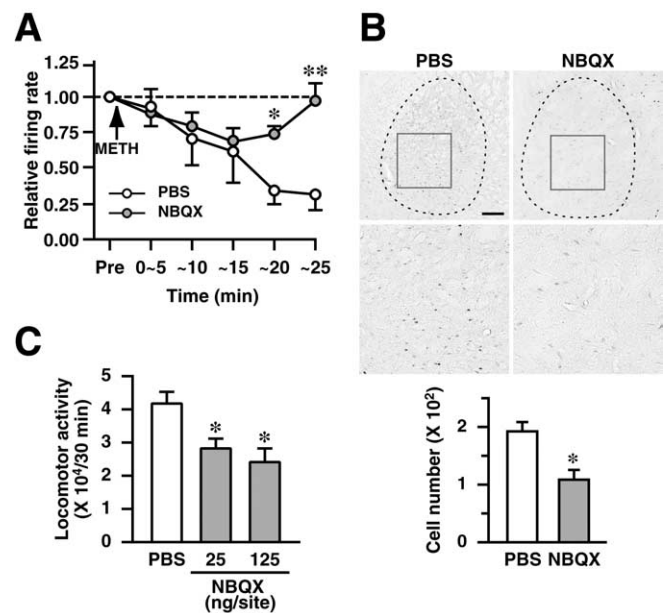 A
1.25
1.00
0.75
0.50
0.25
0.00
Relative firing rate
**
*
METH
PBS
NBQX
Pre 0~5 ~10 ~15 ~20 ~25
Time (min)
B
PBS NBQX
2
1
0
Cell number (X 10²)
*
PBS NBQX
C
5
4
3
2
1
0
Locomotor activity
(X 10⁴/30 min)
* *
PBS 25 125
NBQX
(ng/site)